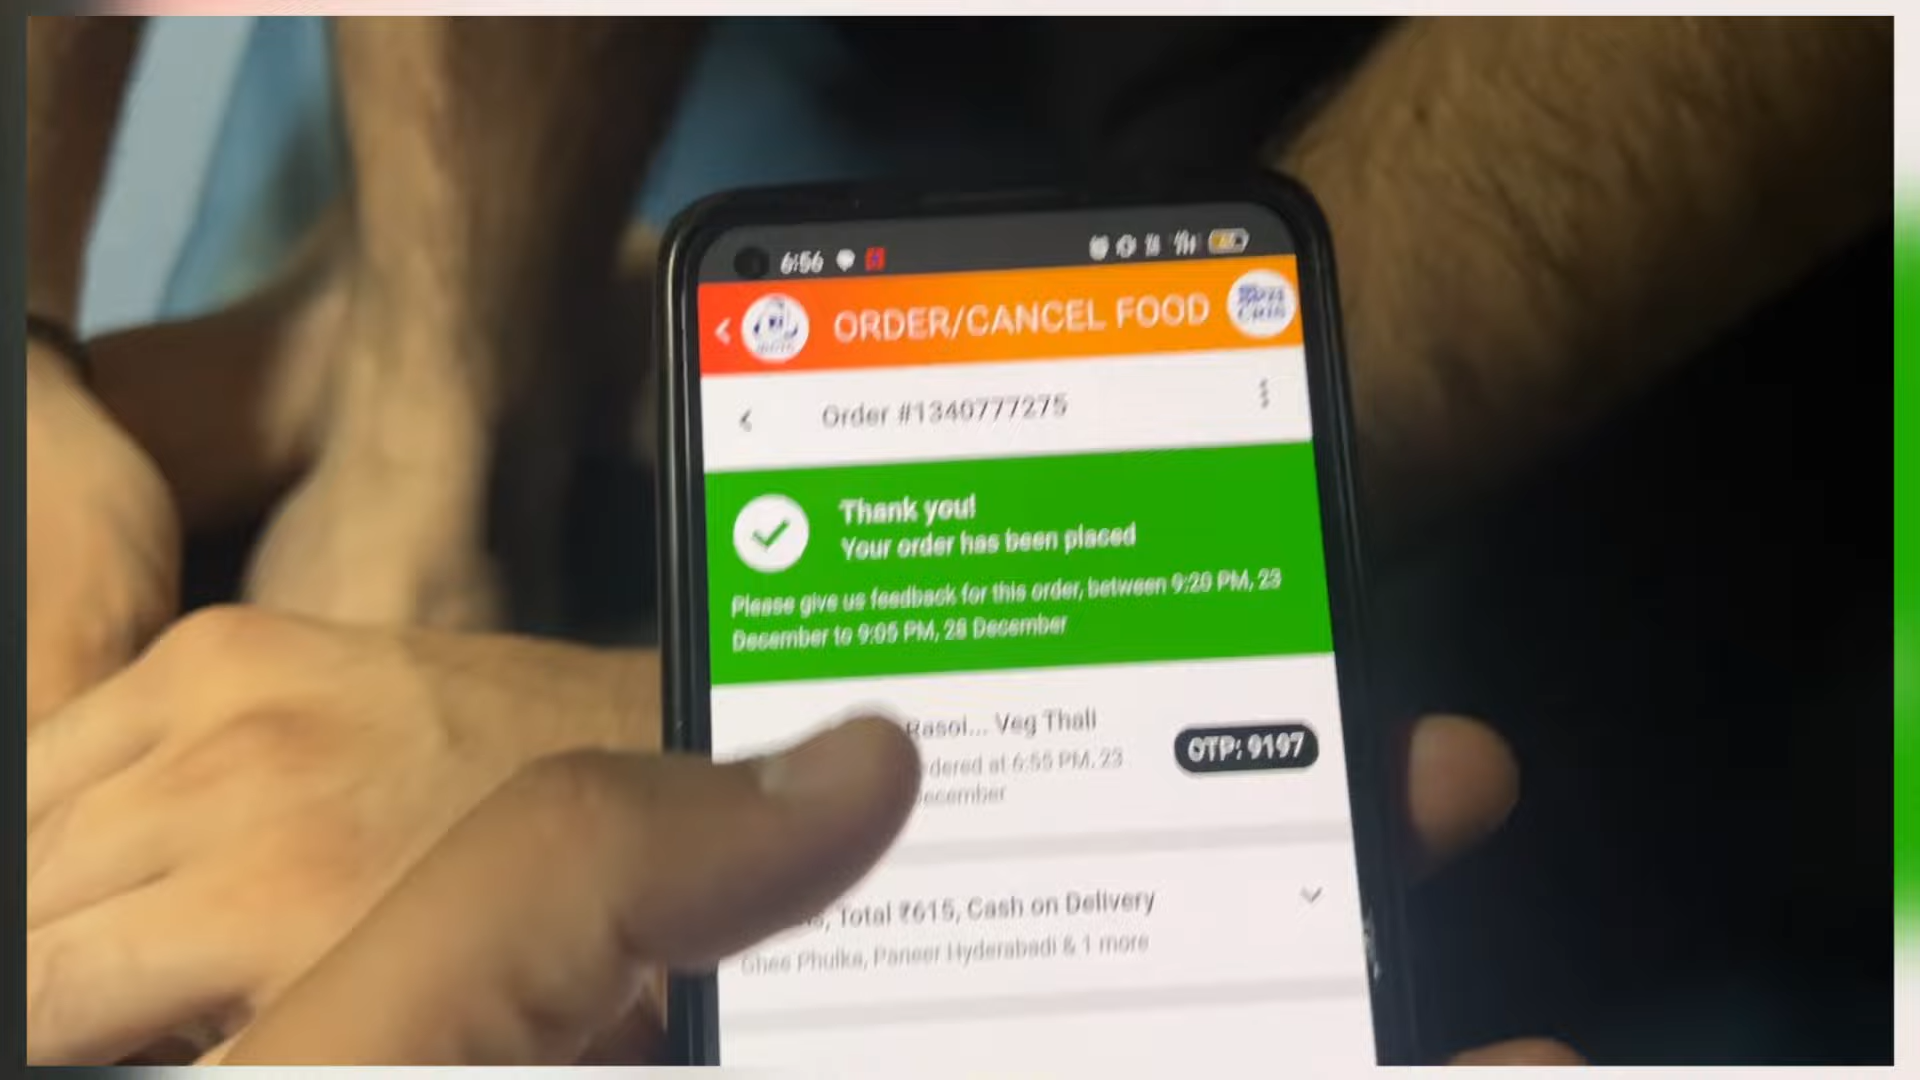 6:56
ORDER/CANCEL FOOD
Order #1340777275
Thank you!
Your order has been placed
Please give us feedback for this order, between 9:20 PM, 23
December to 9:05 PM, 28 December
Rasoi... Veg Thali
OTP: 9197
dered at 6:55 PM, 23
ecember
, Total ₹615, Cash on Delivery
Ghee Phulka, Paneer Hyderabadi & 1 more